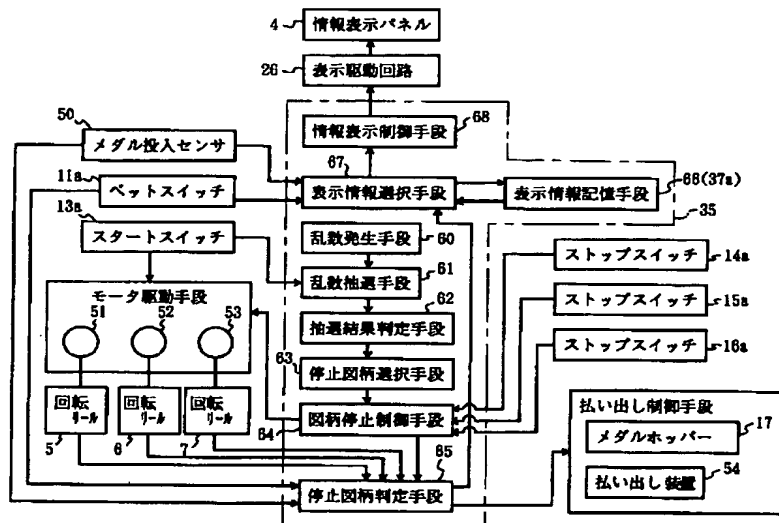 4
情報表示パネル
26
表示駆動回路
50
メダル投入センサ
情報表示制御手段
68
67
11a
ベットスイッチ
表示情報選択手段
表示情報記憶手段
66(37a)
13a
スタートスイッチ
乱数発生手段
60
35
モータ駆動手段
乱数抽選手段
61
ストップスイッチ
14a
51
52
53
62
抽選結果判定手段
ストップスイッチ
15a
63
停止図柄選択手段
ストップスイッチ
16a
回転リール
回転リール
回転リール
図柄停止制御手段
64
5
6
7
払い出し制御手段
メダルホッパー
17
65
停止図柄判定手段
払い出し装置
54